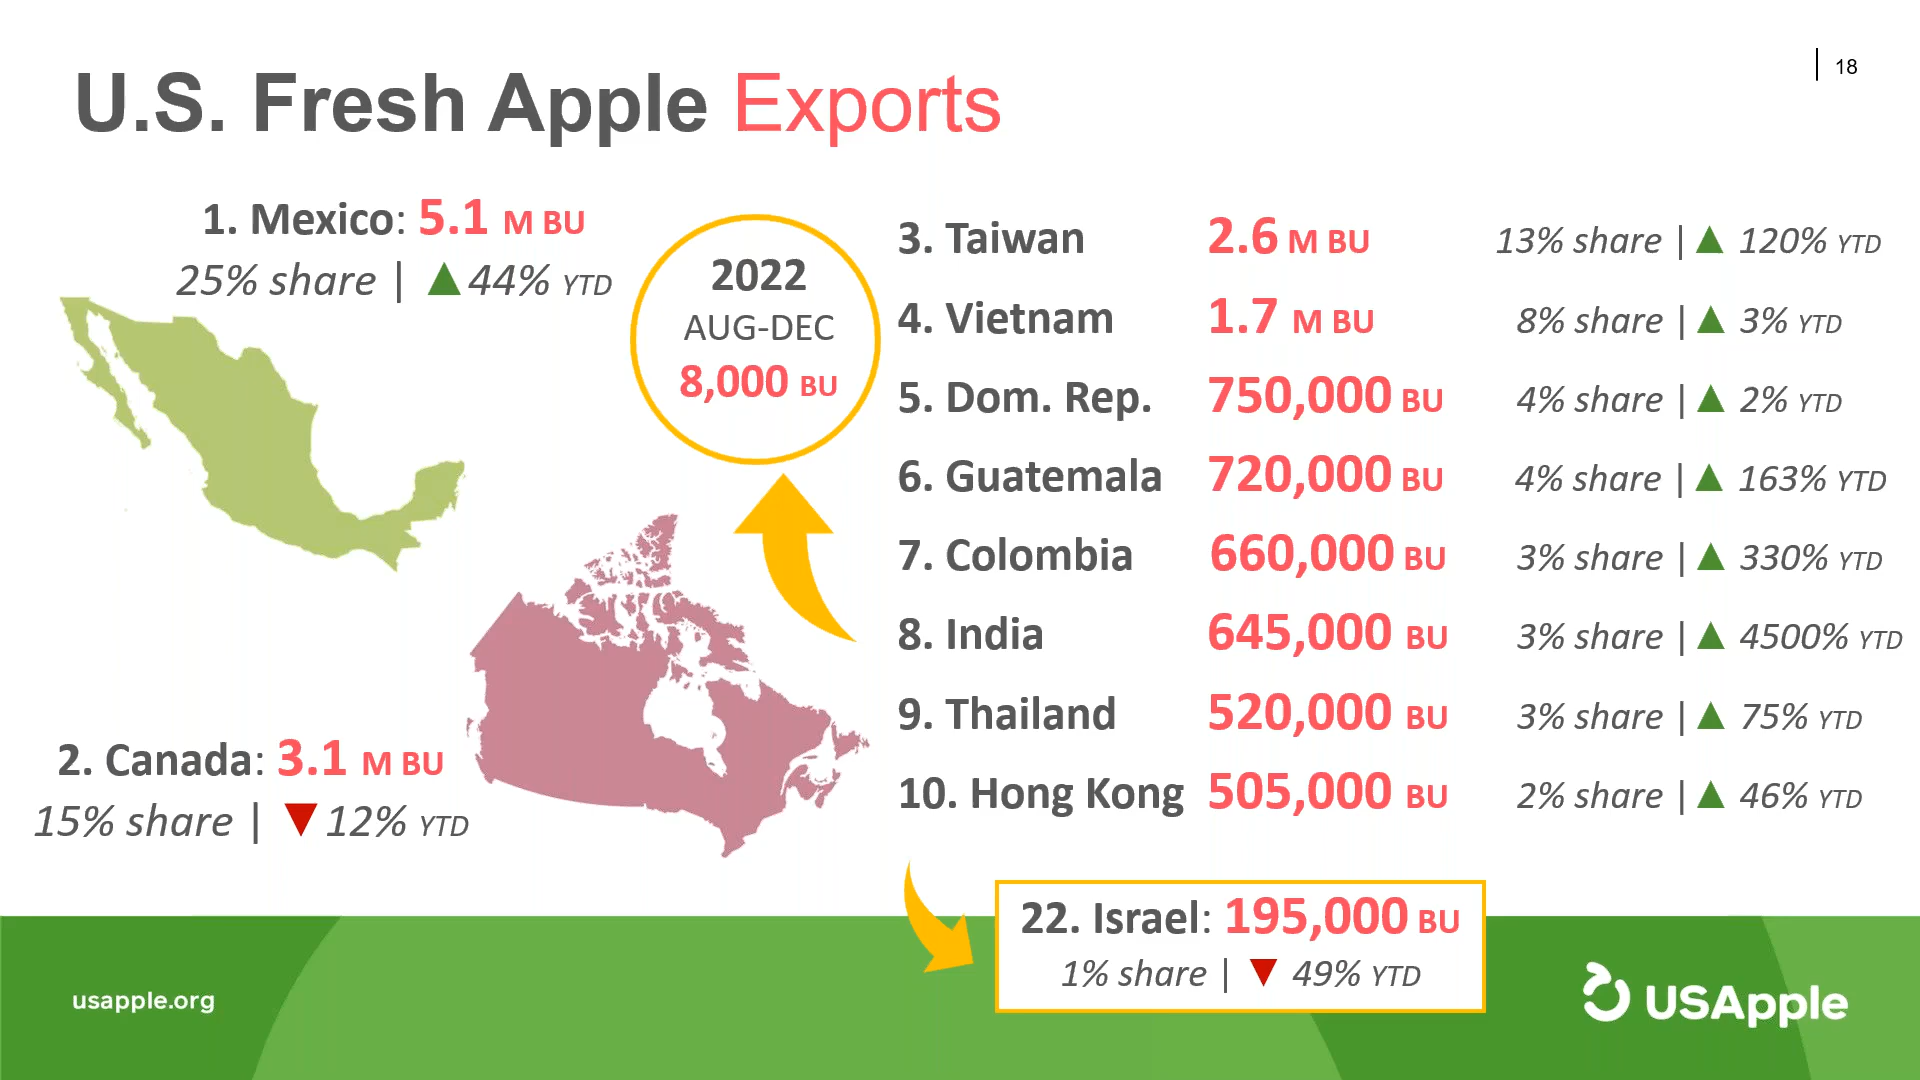 18
U.S. Fresh Apple Exports
1. Mexico: 5.1 M BU
25% share | ▲ 44% YTD
2022
AUG-DEC
8,000 BU
2. Canada: 3.1 M BU
15% share | ▼ 12% YTD
3. Taiwan 2.6 M BU 13% share | ▲ 120% YTD
4. Vietnam 1.7 M BU 8% share | ▲ 3% YTD
5. Dom. Rep. 750,000 BU 4% share | ▲ 2% YTD
6. Guatemala 720,000 BU 4% share | ▲ 163% YTD
7. Colombia 660,000 BU 3% share | ▲ 330% YTD
8. India 645,000 BU 3% share | ▲ 4500% YTD
9. Thailand 520,000 BU 3% share | ▲ 75% YTD
10. Hong Kong 505,000 BU 2% share | ▲ 46% YTD
22. Israel: 195,000 BU
1% share | ▼ 49% YTD
usapple.org
USApple